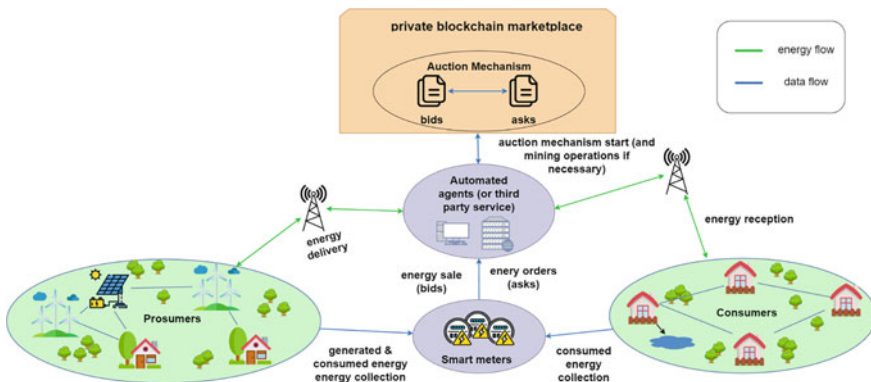 private blockchain marketplace
Auction Mechanism
bids
asks
energy flow
data flow
auction mechanism start (and
mining operations if
necessary)
Automated
agents (or third
party service)
energy
delivery
energy reception
energy sale
(bids)
enery orders
(asks)
Prosumers
Consumers
Smart meters
generated &
consumed energy
energy collection
consumed
energy
collection